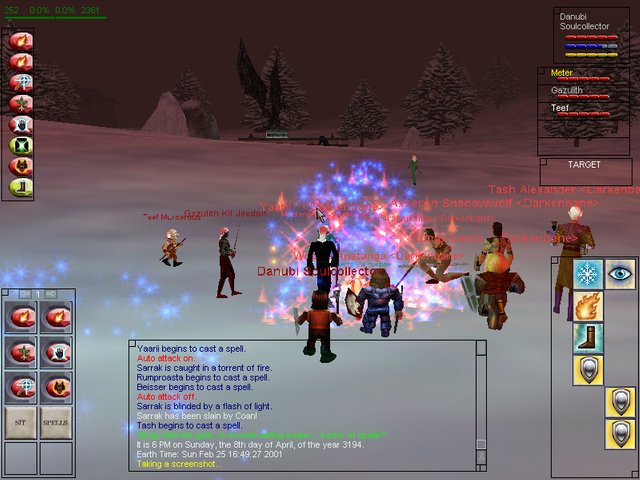 252 0.0% 0.0% 2361
Danubi
Soulcollector
Meter
Gazulith
Teef
TARGET
Tash Alexander <Darkenbane>
Shadowwolf <Darkenbane>
Teef Murcerous
Gazulith Kil Jaedon
Danubi Soulcollector
1
SIT
SPELLS
Yaarii begins to cast a spell.
Auto attack on.
Sarrak is caught in a torrent of fire.
Rumproasta begins to cast a spell.
Beisser begins to cast a spell.
Auto attack off.
Sarrak is blinded by a flash of light.
Sarrak has been slain by Coan!
Tash begins to cast a spell.
It is 6 PM on Sunday, the 8th day of April, of the year 3194.
Earth Time: Sun Feb 25 16:49:27 2001
Taking a screenshot...